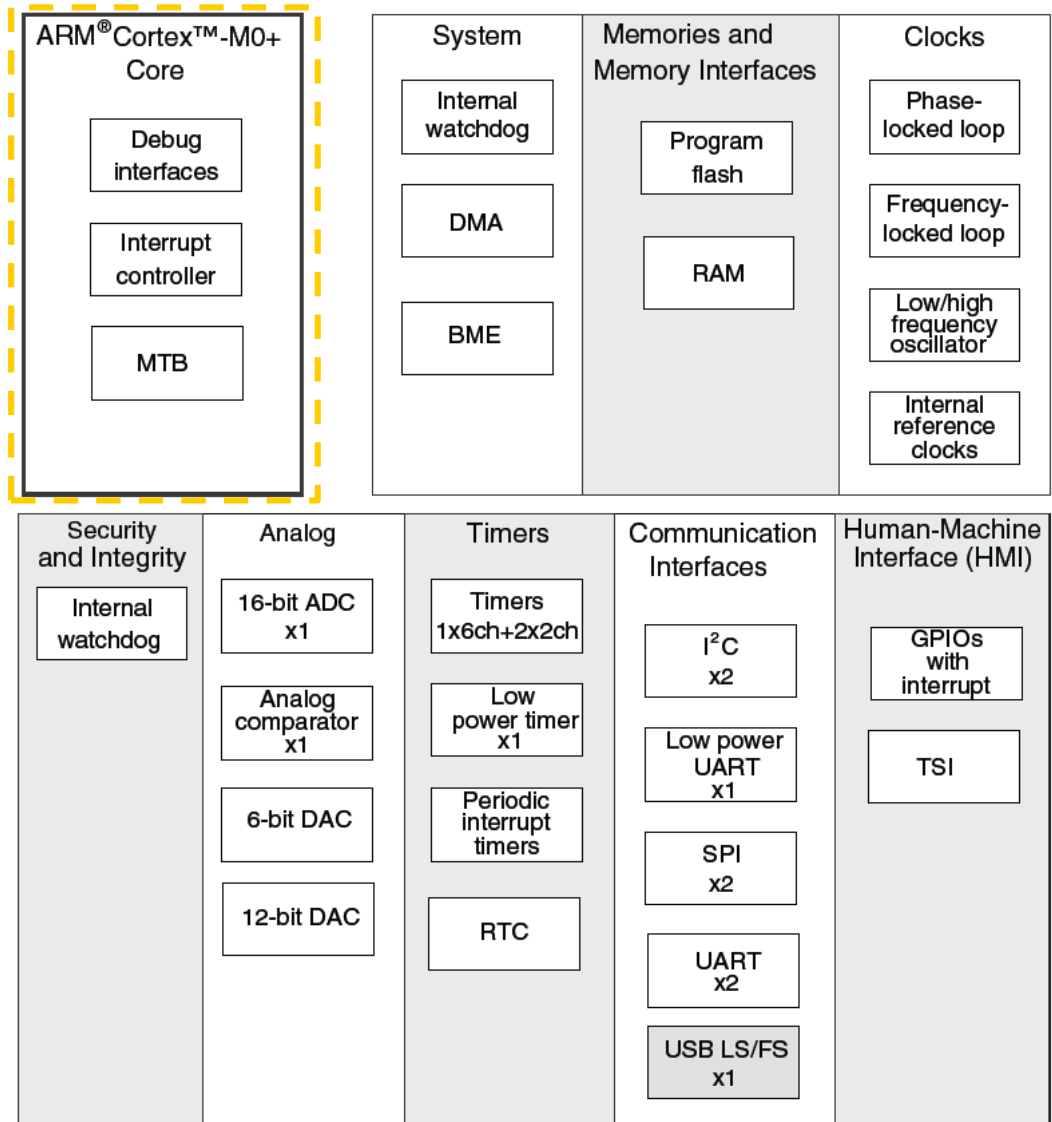 ARM®Cortex™-M0+
Core
Debug
interfaces
Interrupt
controller
MTB
System
Internal
watchdog
DMA
BME
Memories and
Memory Interfaces
Program
flash
RAM
Clocks
Phase-
locked loop
Frequency-
locked loop
Low/high
frequency
oscillator
Internal
reference
clocks
Security
and Integrity
Internal
watchdog
Analog
16-bit ADC
x1
Analog
comparator
x1
6-bit DAC
12-bit DAC
Timers
Timers
1x6ch+2x2ch
Low
power timer
x1
Periodic
interrupt
timers
RTC
Communication
Interfaces
I²C
x2
Low power
UART
x1
SPI
x2
UART
x2
USB LS/FS
x1
Human-Machine
Interface (HMI)
GPIOs
with
interrupt
TSI